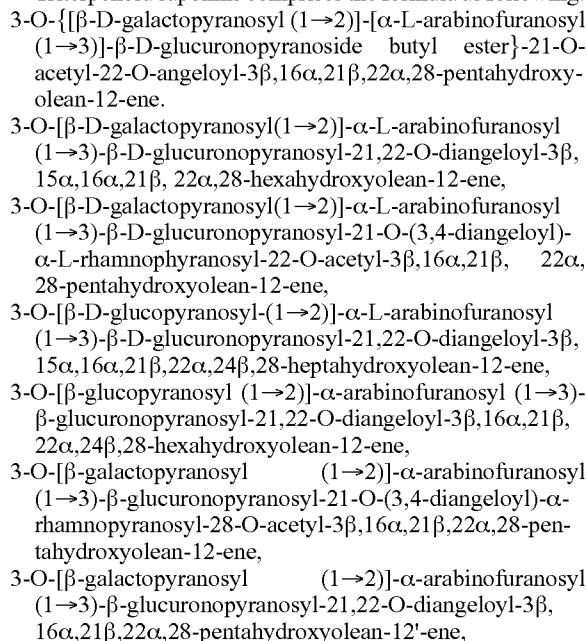 3-O-{[β-D-galactopyranosyl (1→2)]-[α-L-arabinofuranosyl
(1→3)]-β-D-glucuronopyranoside butyl ester}-21-O-
acetyl-22-O-angeloyl-3β,16α,21β,22α,28-pentahydroxy-
olean-12-ene.
3-O-[β-D-galactopyranosyl(1→2)]-α-L-arabinofuranosyl
(1→3)-β-D-glucuronopyranosyl-21,22-O-diangeloyl-3β,
15α,16α,21β, 22α,28-hexahydroxyolean-12-ene,
3-O-[β-D-galactopyranosyl(1→2)]-α-L-arabinofuranosyl
(1→3)-β-D-glucuronopyranosyl-21-O-(3,4-diangeloyl)-
α-L-rhamnophyranosyl-22-O-acetyl-3β,16α,21β, 22α,
28-pentahydroxyolean-12-ene,
3-O-[β-D-glucopyranosyl-(1→2)]-α-L-arabinofuranosyl
(1→3)-β-D-glucuronopyranosyl-21,22-O-diangeloyl-3β,
15α,16α,21β,22α,24β,28-heptahydroxyolean-12-ene,
3-O-[β-glucopyranosyl (1→2)]-α-arabinofuranosyl (1→3)-
β-glucuronopyranosyl-21,22-O-diangeloyl-3β,16α,21β,
22α,24β,28-hexahydroxyolean-12-ene,
3-O-[β-galactopyranosyl (1→2)]-α-arabinofuranosyl
(1→3)-β-glucuronopyranosyl-21-O-(3,4-diangeloyl)-α-
rhamnopyranosyl-28-O-acetyl-3β,16α,21β,22α,28-pen-
tahydroxyolean-12-ene,
3-O-[β-galactopyranosyl (1→2)]-α-arabinofuranosyl
(1→3)-β-glucuronopyranosyl-21,22-O-diangeloyl-3β,
16α,21β,22α,28-pentahydroxyolean-12'-ene,